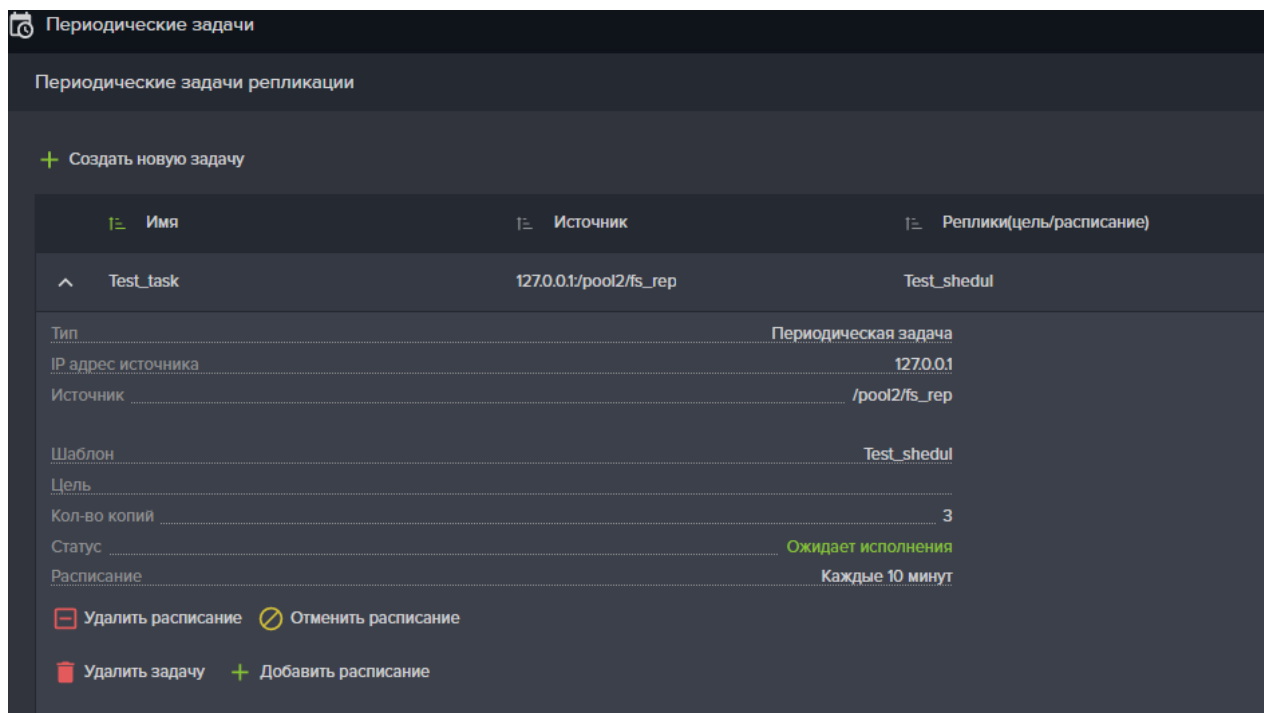 Периодические задачи
Периодические задачи репликации
Создать новую задачу
Имя Источник Реплики(цель/расписание)
Test_task 127.0.0.1:/pool2/fs_rep Test_shedul
Тип Периодическая задача
IP адрес источника 127.0.0.1
Источник /pool2/fs_rep
Шаблон Test_shedul
Цель
Кол-во копий 3
Статус Ожидает исполнения
Расписание Каждые 10 минут
Удалить расписание Отменить расписание
Удалить задачу Добавить расписание